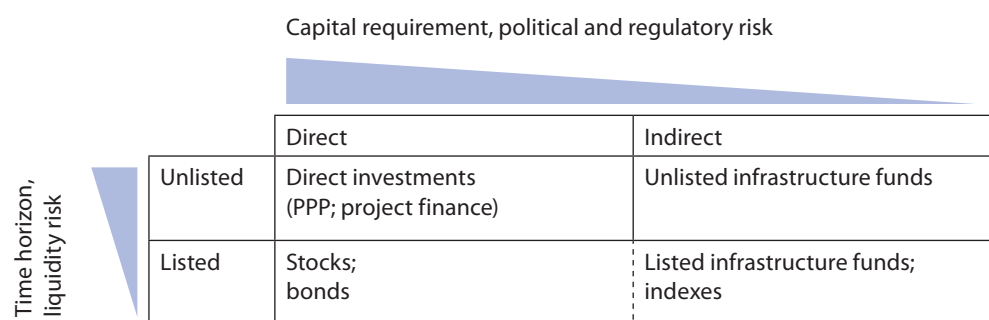 Capital requirement, political and regulatory risk
Direct
Indirect
Time horizon,
liquidity risk
Unlisted
Direct investments
(PPP; project finance)
Unlisted infrastructure funds
Listed
Stocks;
bonds
Listed infrastructure funds;
indexes